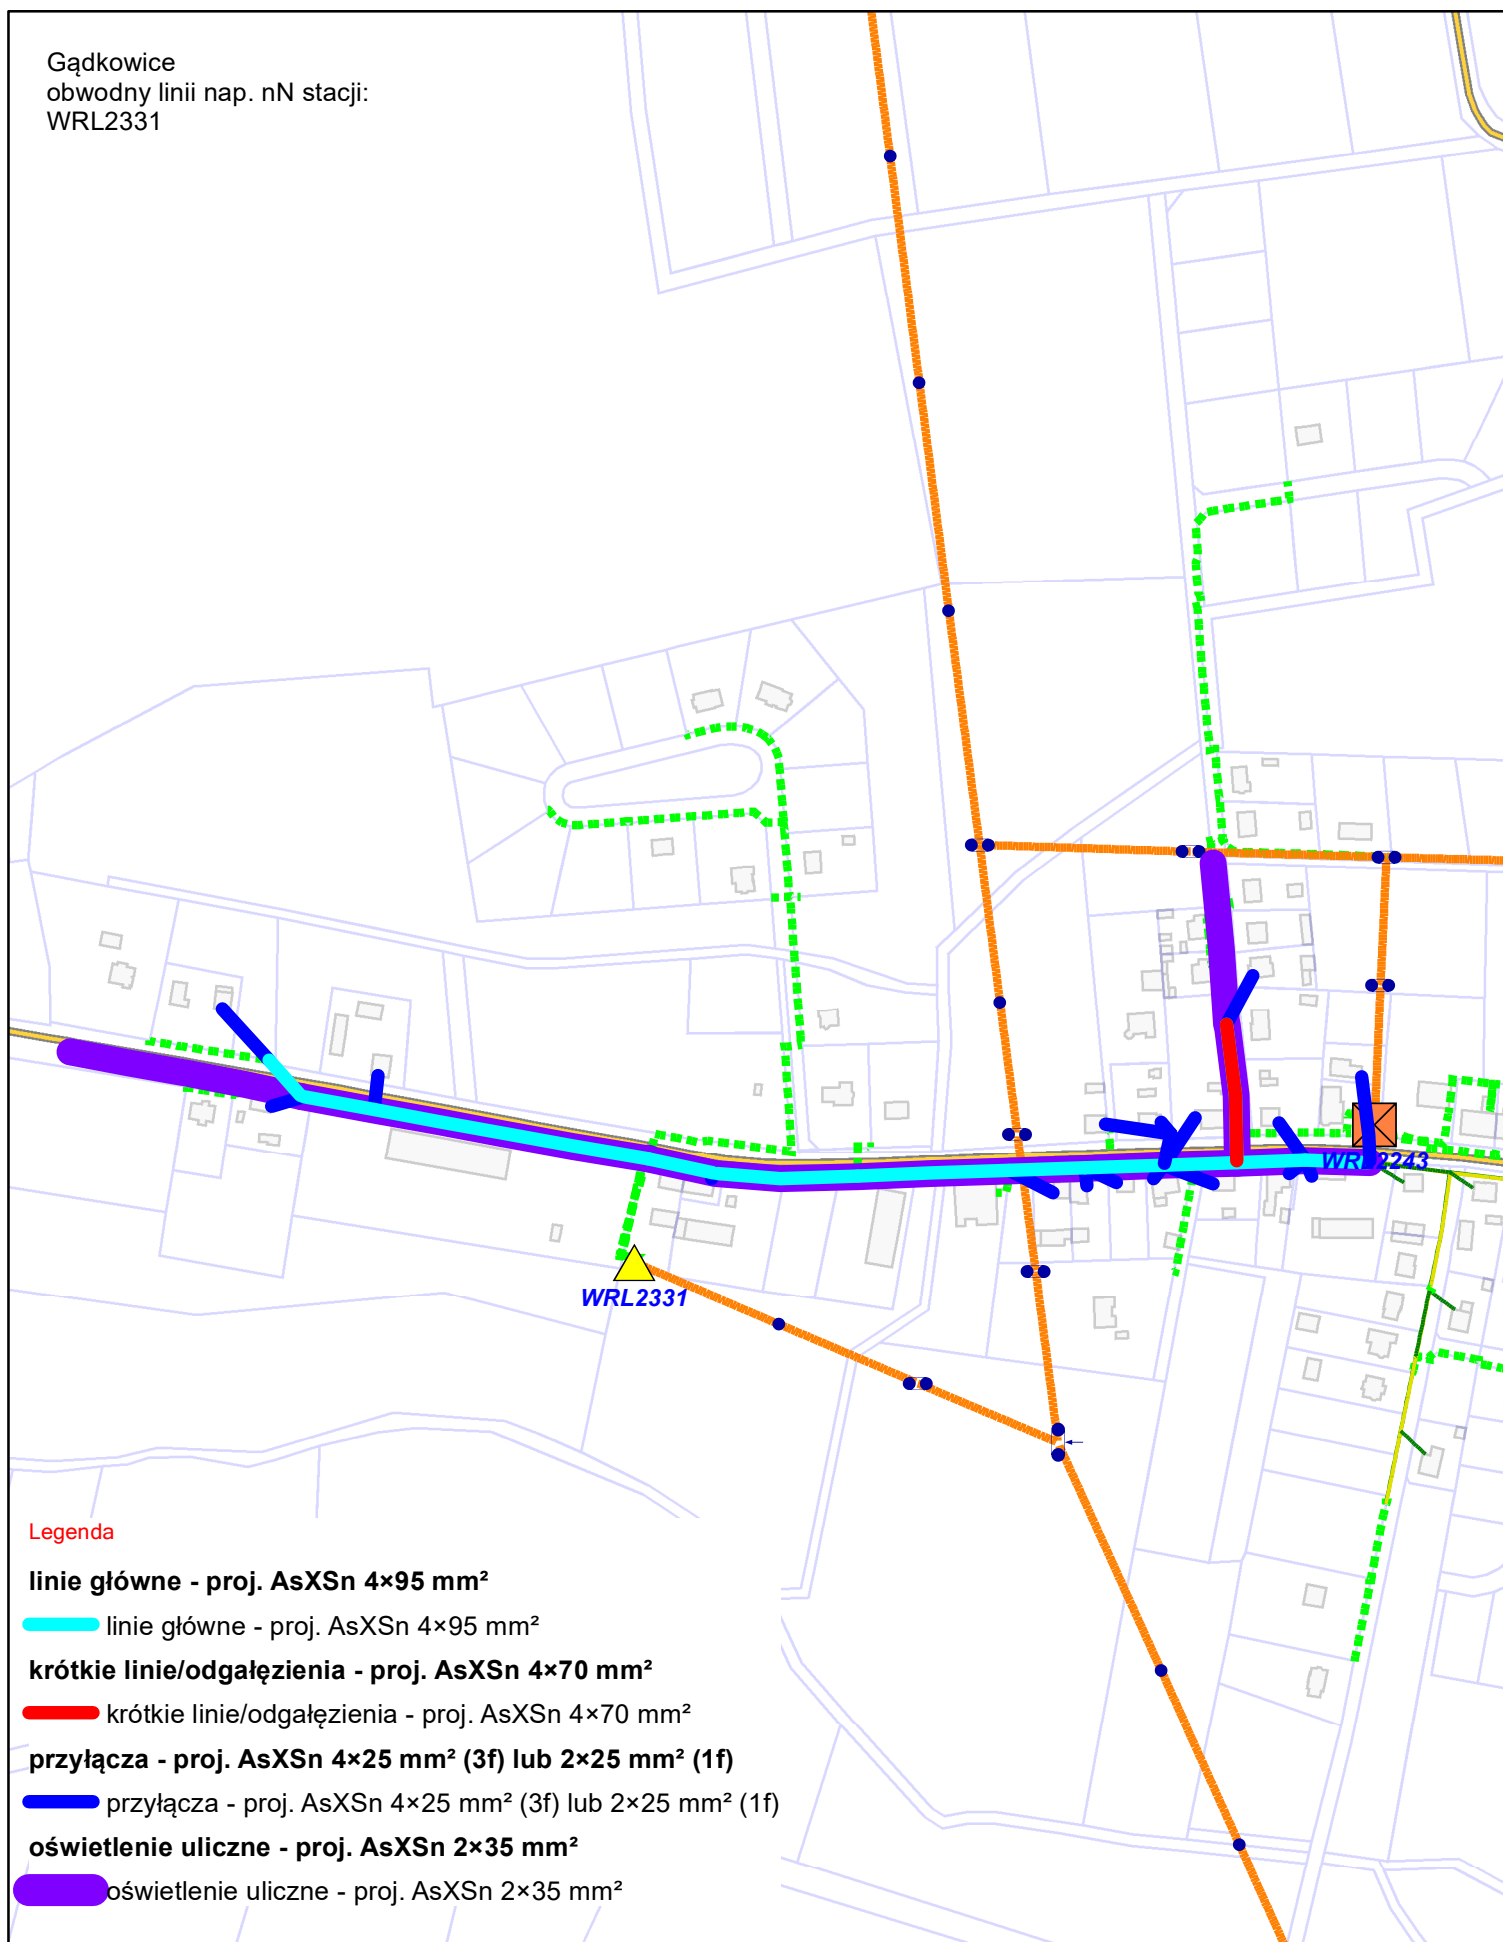 Gądkowice
obwodny linii nap. nN stacji:
WRL2331
WRL2243
WRL2331
Legenda
linie główne - proj. AsXSn 4×95 mm²
linie główne - proj. AsXSn 4×95 mm²
krótkie linie/odgałęzienia - proj. AsXSn 4×70 mm²
krótkie linie/odgałęzienia - proj. AsXSn 4×70 mm²
przyłącza - proj. AsXSn 4×25 mm² (3f) lub 2×25 mm² (1f)
przyłącza - proj. AsXSn 4×25 mm² (3f) lub 2×25 mm² (1f)
oświetlenie uliczne - proj. AsXSn 2×35 mm²
oświetlenie uliczne - proj. AsXSn 2×35 mm²